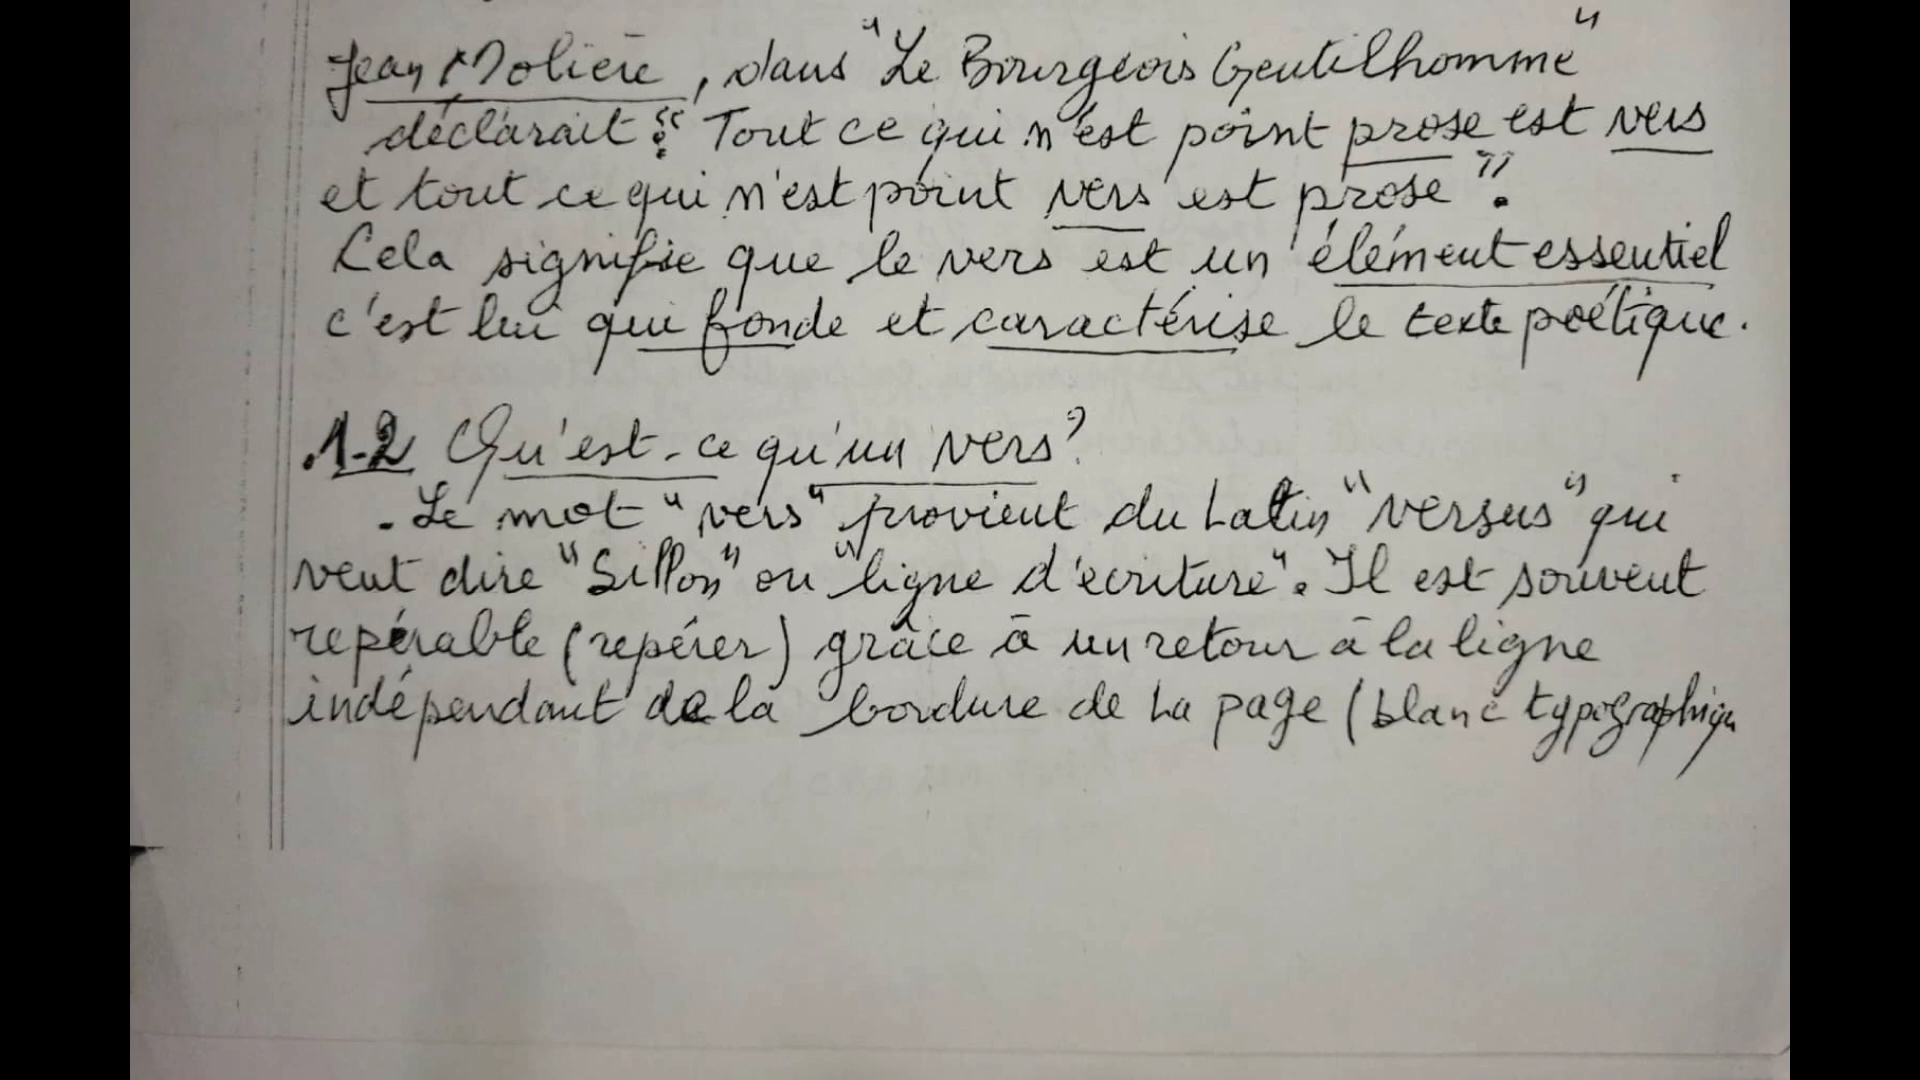 Jean Molière, dans "Le Bourgeois Gentilhomme"
déclarait : "Tout ce qui n'est point prose est vers
et tout ce qui n'est point vers est prose".
Cela signifie que le vers est un élément essentiel
c'est lui qui fonde et caractérise le texte poétique.
1-2 Qu'est-ce qu'un vers?
. Le mot "vers" provient du Latin "versus" qui
veut dire "Sillon" ou "ligne d'ecriture". Il est souvent
repérable (repérer) grâce à un retour à la ligne
indépendant de la bordure de la page (blanc typographiqu